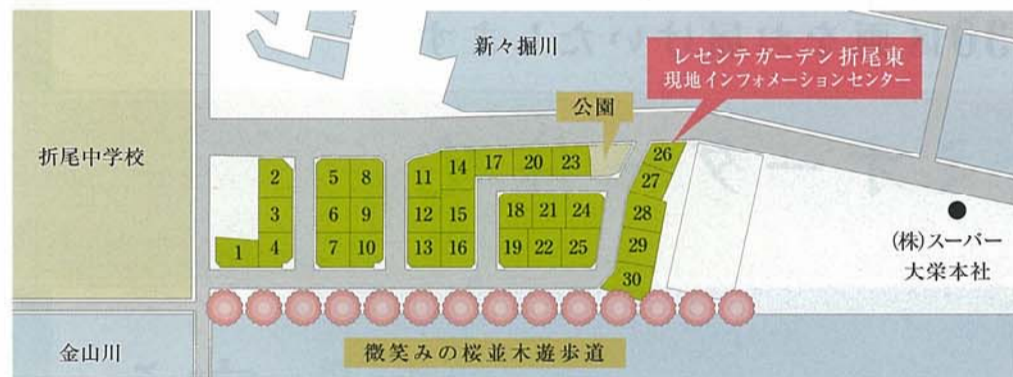 新々堀川
レセンテガーデン折尾東
現地インフォメーションセンター
公園
折尾中学校
2 5 8 11 14 17 20 23 26
27
3 6 9 12 15 18 21 24 28
1 4 7 10 13 16 19 22 25 29
30
(株)スーパー
大栄本社
金山川
微笑みの桜並木遊歩道